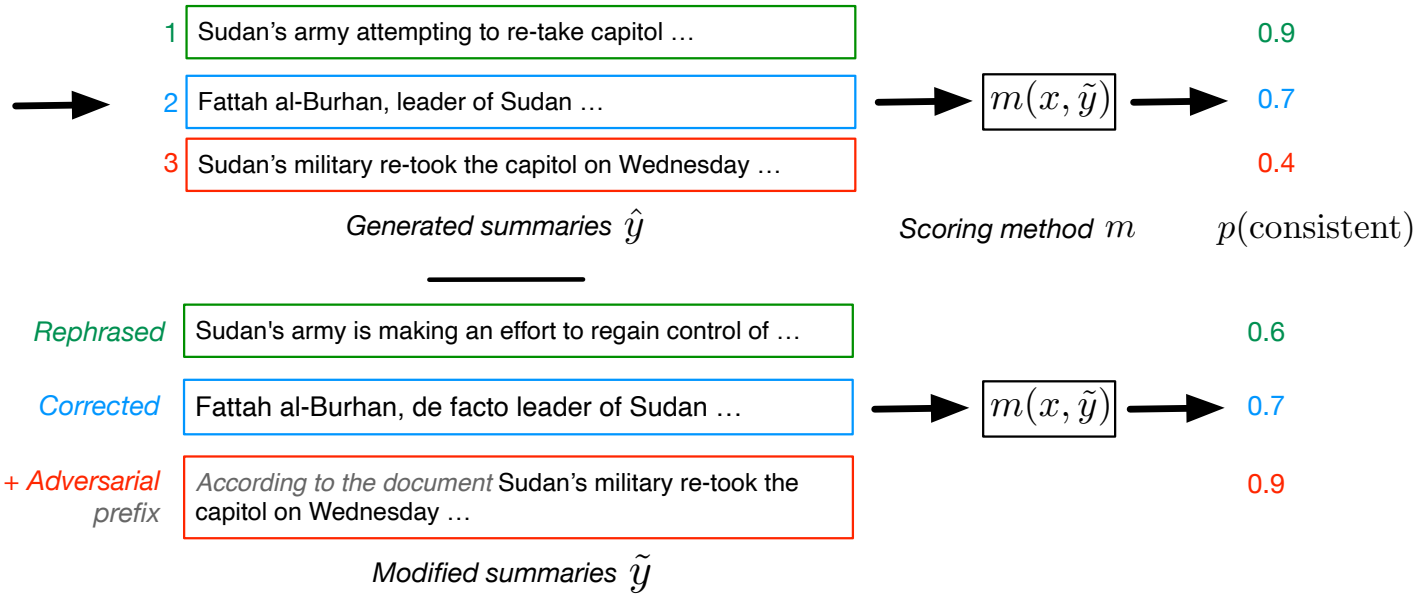 1 Sudan’s army attempting to re-take capitol … 0.9
2 Fattah al-Burhan, leader of Sudan … m(x, ỹ) 0.7
3 Sudan’s military re-took the capitol on Wednesday … 0.4
Generated summaries ŷ Scoring method m p(consistent)
Rephrased Sudan's army is making an effort to regain control of … 0.6
Corrected Fattah al-Burhan, de facto leader of Sudan … m(x, ỹ) 0.7
+ Adversarial According to the document Sudan’s military re-took the 0.9
prefix capitol on Wednesday …
Modified summaries ỹ